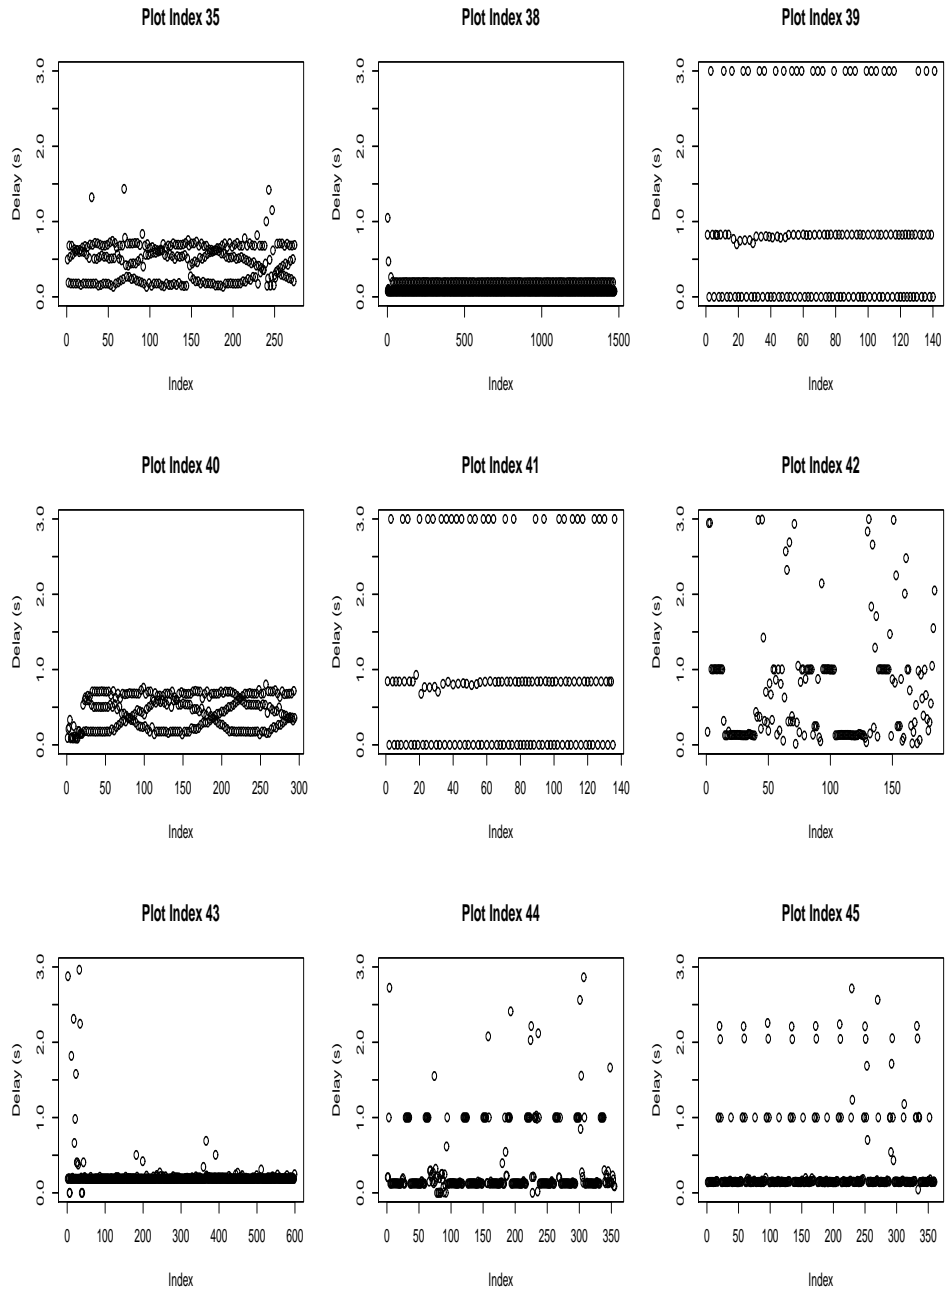 Plot Index 35
Delay (s)
3.0
2.0
1.0
0.0
0 50 100 150 200 250
Index
Plot Index 38
Delay (s)
3.0
2.0
1.0
0.0
0 500 1000 1500
Index
Plot Index 39
Delay (s)
3.0
2.0
1.0
0.0
0 20 40 60 80 100 120 140
Index
Plot Index 40
Delay (s)
3.0
2.0
1.0
0.0
0 50 100 150 200 250 300
Index
Plot Index 41
Delay (s)
3.0
2.0
1.0
0.0
0 20 40 60 80 100 120 140
Index
Plot Index 42
Delay (s)
3.0
2.0
1.0
0.0
0 50 100 150
Index
Plot Index 43
Delay (s)
3.0
2.0
1.0
0.0
0 100 200 300 400 500 600
Index
Plot Index 44
Delay (s)
3.0
2.0
1.0
0.0
0 50 100 150 200 250 300 350
Index
Plot Index 45
Delay (s)
3.0
2.0
1.0
0.0
0 50 100 150 200 250 300 350
Index